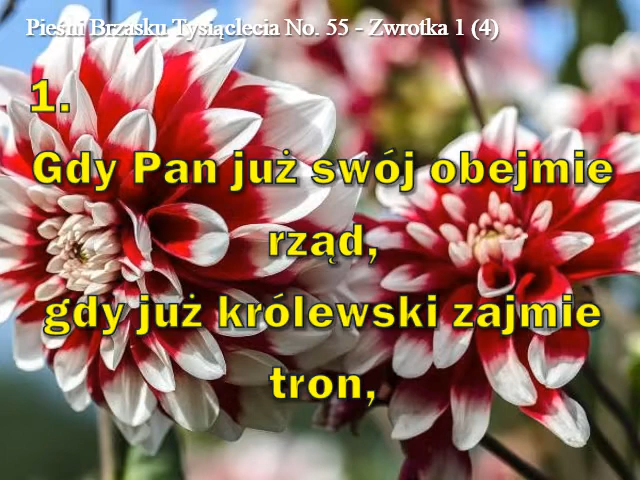 Pieśni Brzasku Tysiąclecia No. 55 - Zwrotka 1 (4)
1.
Gdy Pan już swój obejmie
rząd,
gdy już królewski zajmie
tron,